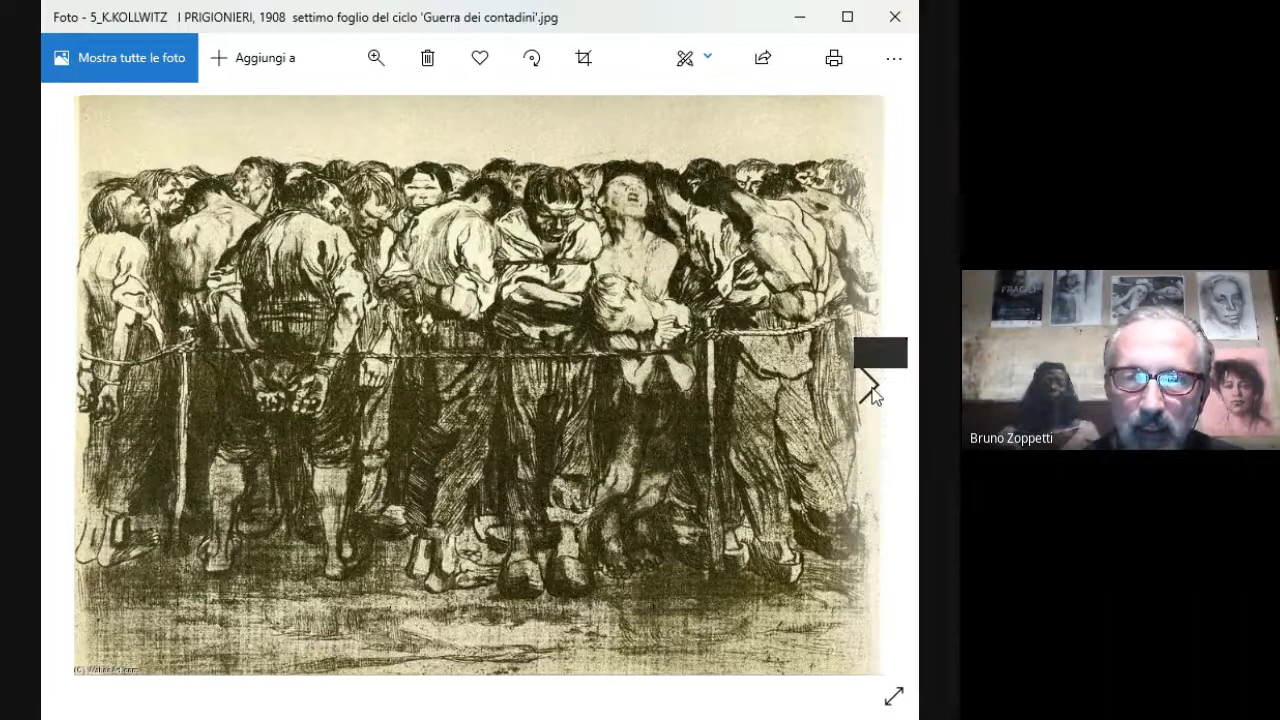 Foto - 5_K.KOLLWITZ I PRIGIONIERI, 1908 settimo foglio del ciclo 'Guerra dei contadini'.jpg
Mostra tutte le foto
Aggiungi a
FRAGILI
Bruno Zoppetti